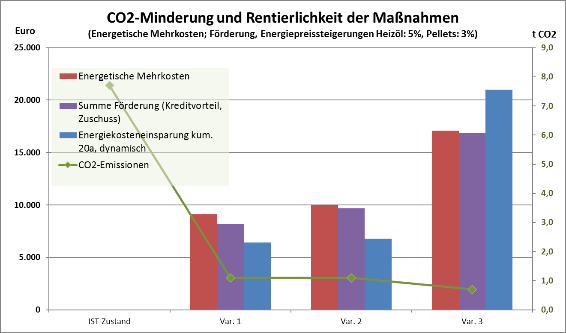 CO2-Minderung und Rentierlichkeit der Maßnahmen
(Energetische Mehrkosten; Förderung, Energiepreissteigerungen Heizöl: 5%, Pellets: 3%)
Euro
t CO2
25.000
20.000
15.000
10.000
5.000
0
9,0
8,0
7,0
6,0
5,0
4,0
3,0
2,0
1,0
0,0
Energetische Mehrkosten
Summe Förderung (Kreditvorteil,
Zuschuss)
Energiekosteneinsparung kum.
20a, dynamisch
CO2-Emissionen
IST Zustand
Var. 1
Var. 2
Var. 3